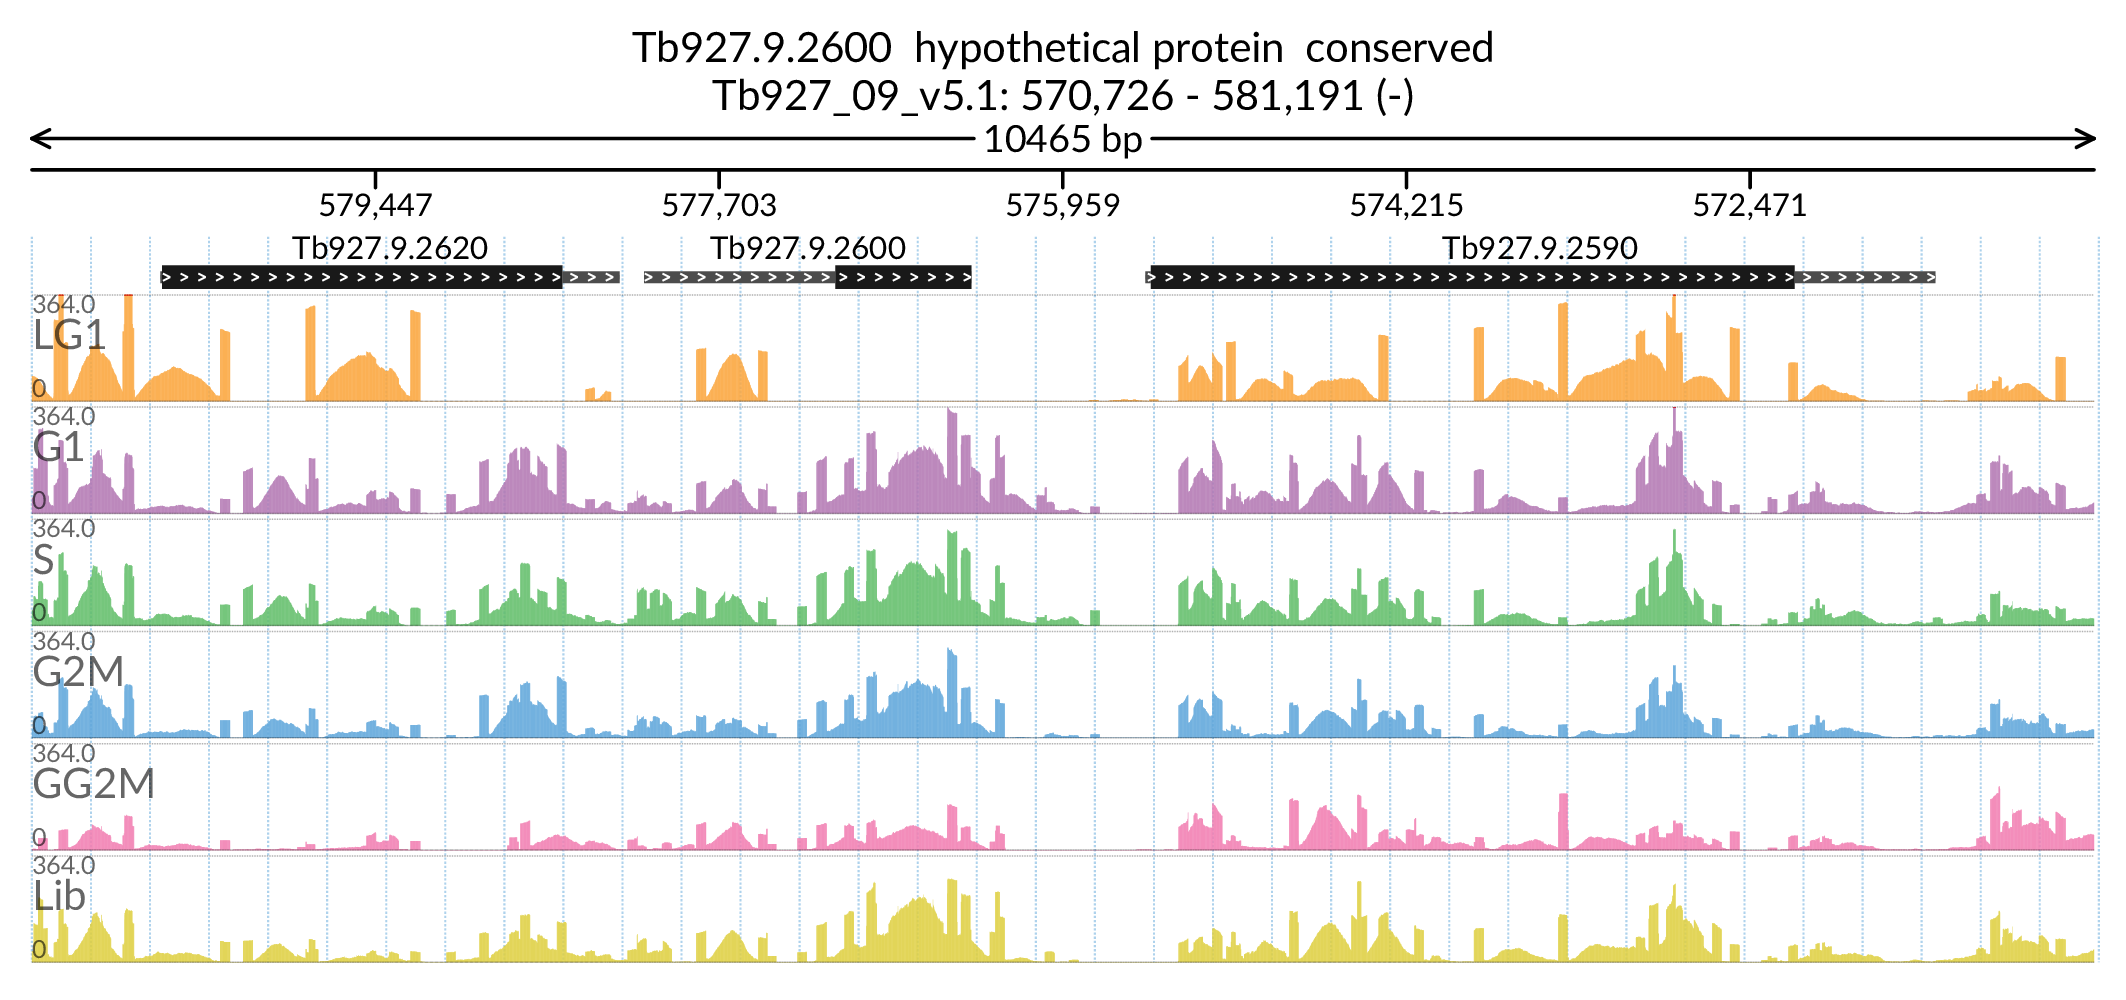 Tb927.9.2600  hypothetical protein  conserved
Tb927_09_v5.1: 570,726 - 581,191 (-)
10465 bp
579,447 577,703 575,959 574,215 572,471
Tb927.9.2620 Tb927.9.2600 Tb927.9.2590
364.0
LG1
0
364.0
G1
0
364.0
S
0
364.0
G2M
0
364.0
GG2M
0
364.0
Lib
0